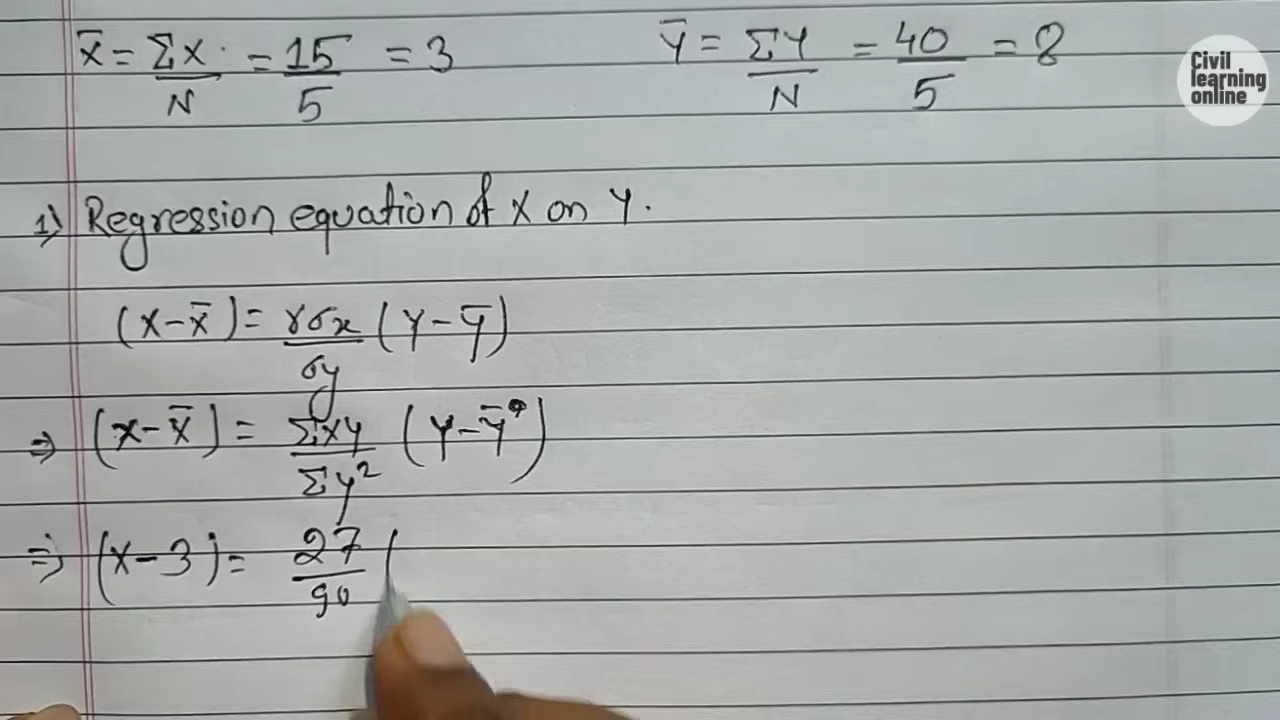 X̄ = ΣX/N = 15/5 = 3
Ȳ = ΣY/N = 40/5 = 8
Civil
learning
online
1) Regression equation of X on Y.
(X-X̄) = rσx/σy (Y-Ȳ)
⇒ (X-X̄) = Σxy/Σy² (Y-Ȳ)
⇒ (X-3) = 27/90 (